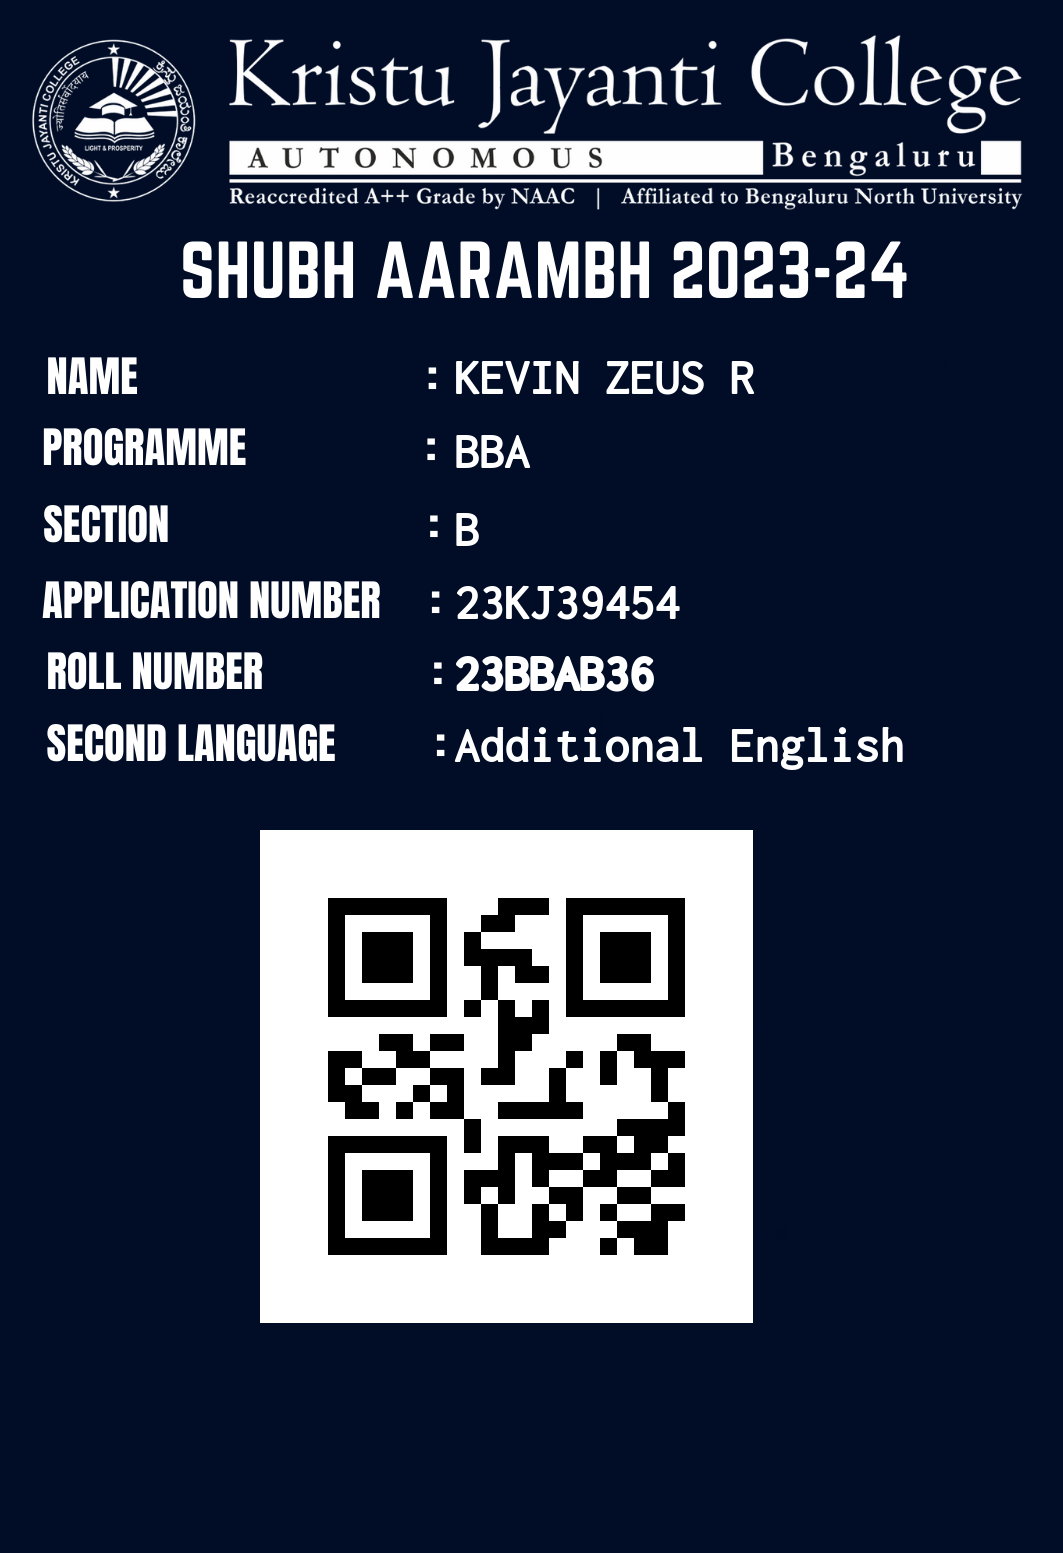 KRISTU JAYANTI COLLEGE
ಕ್ರಿಸ್ತು ಜಯಂತಿ ಕಾಲೇಜು
LIGHT & PROSPERITY
Kristu Jayanti College
AUTONOMOUS Bengaluru
Reaccredited A++ Grade by NAAC | Affiliated to Bengaluru North University
SHUBH AARAMBH 2023-24
NAME : KEVIN ZEUS R
PROGRAMME : BBA
SECTION : B
APPLICATION NUMBER : 23KJ39454
ROLL NUMBER : 23BBAB36
SECOND LANGUAGE : Additional English